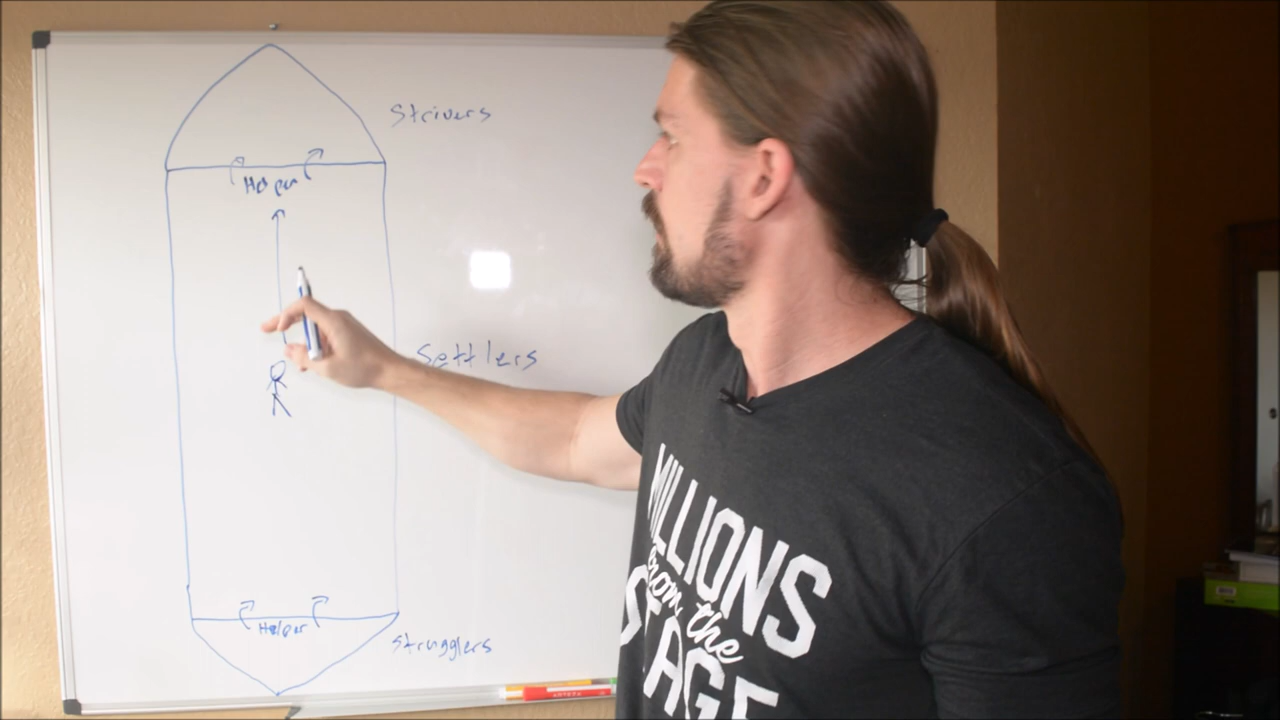 Strivers
Helper
Settlers
Helper
Strugglers
MILLIONS
from the
STAGE